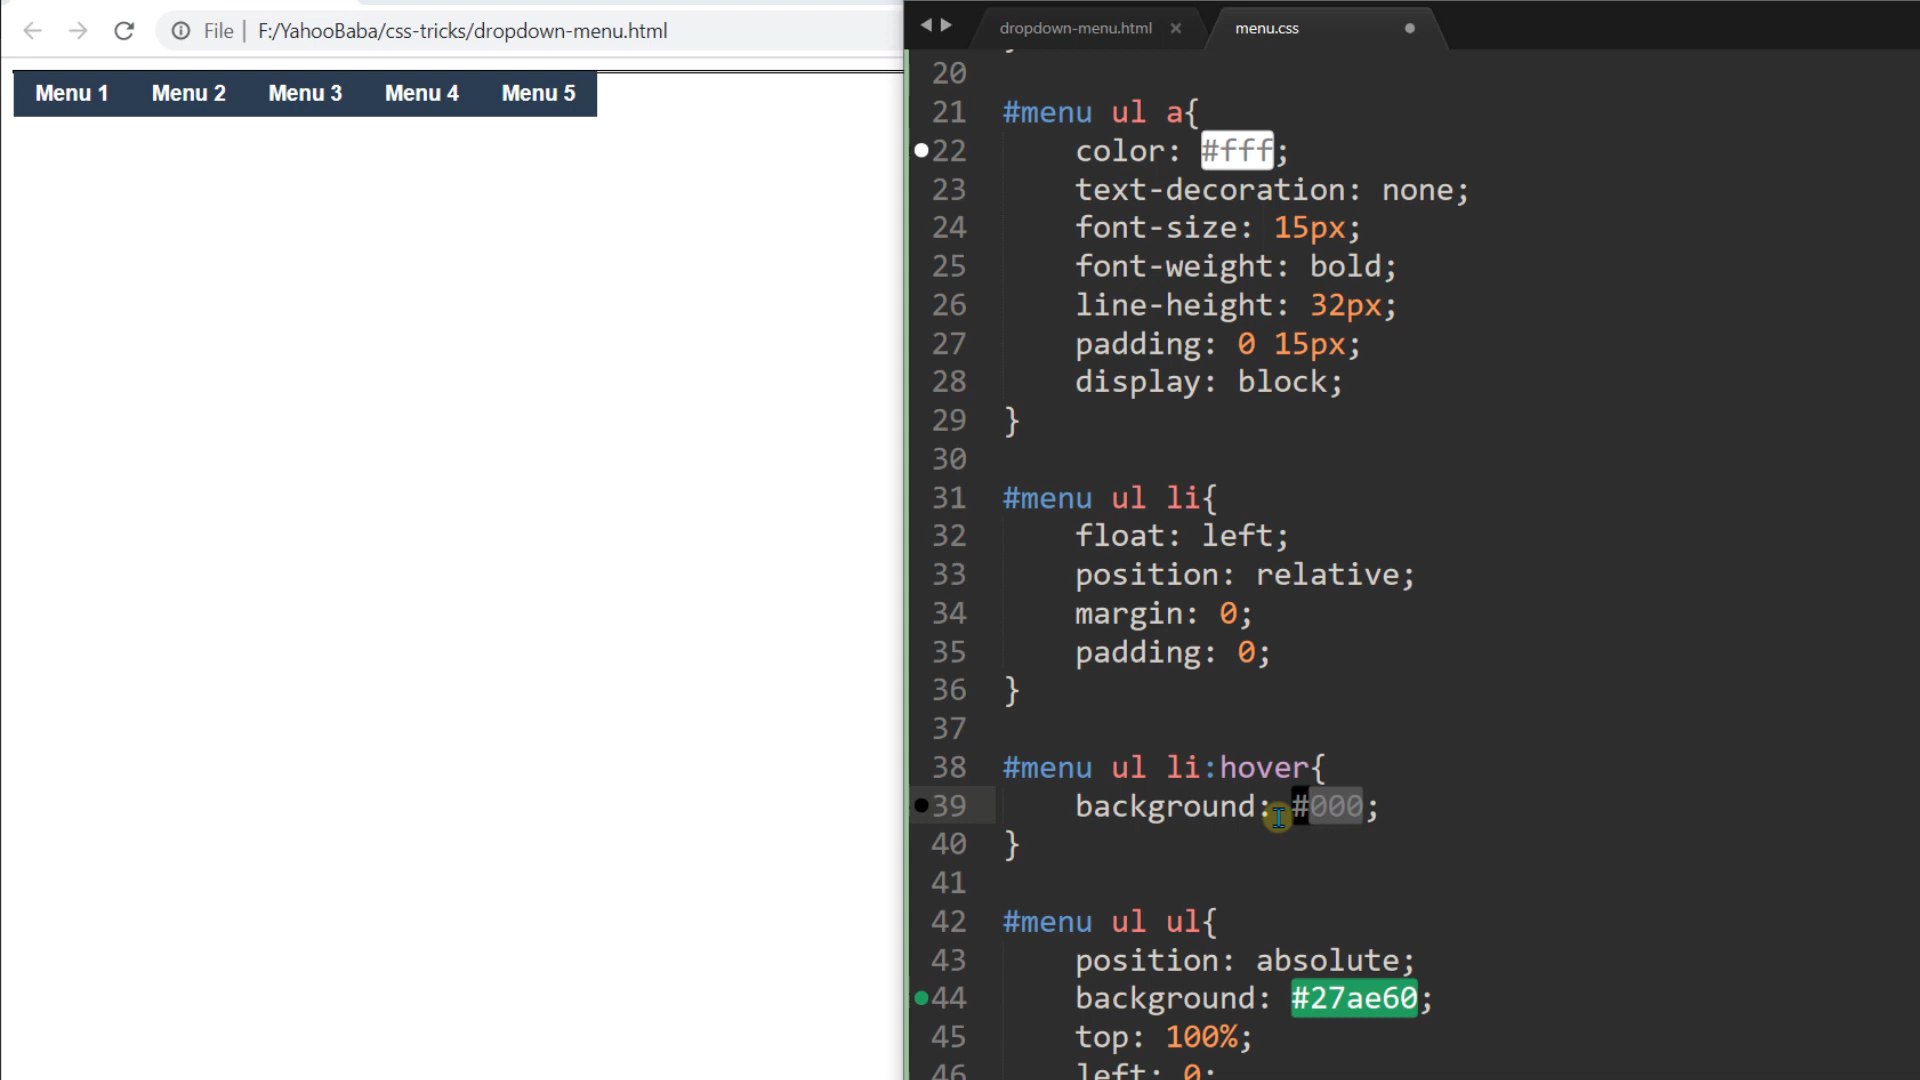 File F:/YahooBaba/css-tricks/dropdown-menu.html
Menu 1 Menu 2 Menu 3 Menu 4 Menu 5
dropdown-menu.html × menu.css
20
21 #menu ul a{
22 color: #fff;
23 text-decoration: none;
24 font-size: 15px;
25 font-weight: bold;
26 line-height: 32px;
27 padding: 0 15px;
28 display: block;
29 }
30
31 #menu ul li{
32 float: left;
33 position: relative;
34 margin: 0;
35 padding: 0;
36 }
37
38 #menu ul li:hover{
39 background: #000;
40 }
41
42 #menu ul ul{
43 position: absolute;
44 background: #27ae60;
45 top: 100%;
46 left: 0;